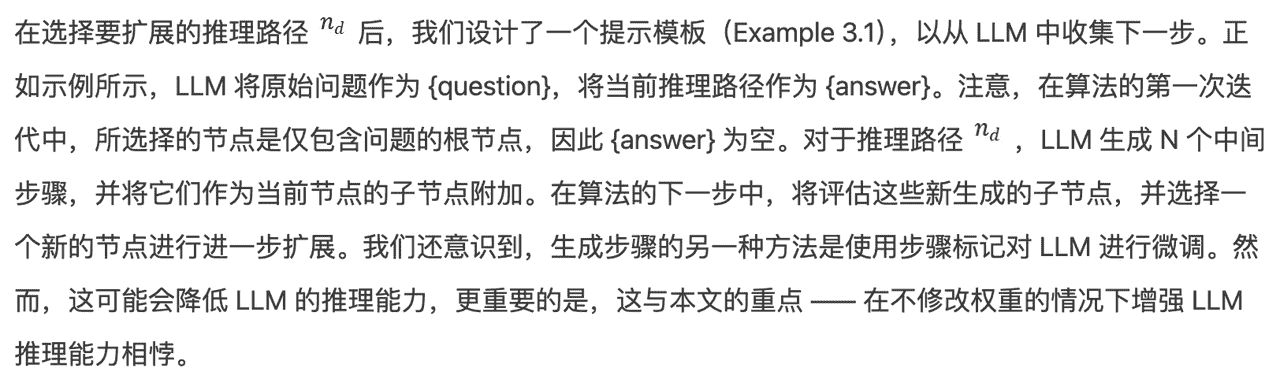 在选择要扩展的推理路径 n_d 后，我们设计了一个提示模板（Example 3.1），以从 LLM 中收集下一步。正
如示例所示，LLM 将原始问题作为 {question}，将当前推理路径作为 {answer}。注意，在算法的第一次迭
代中，所选择的节点是仅包含问题的根节点，因此 {answer} 为空。对于推理路径 n_d ，LLM 生成 N 个中间
步骤，并将它们作为当前节点的子节点附加。在算法的下一步中，将评估这些新生成的子节点，并选择一
个新的节点进行进一步扩展。我们还意识到，生成步骤的另一种方法是使用步骤标记对 LLM 进行微调。然
而，这可能会降低 LLM 的推理能力，更重要的是，这与本文的重点 —— 在不修改权重的情况下增强 LLM
推理能力相悖。